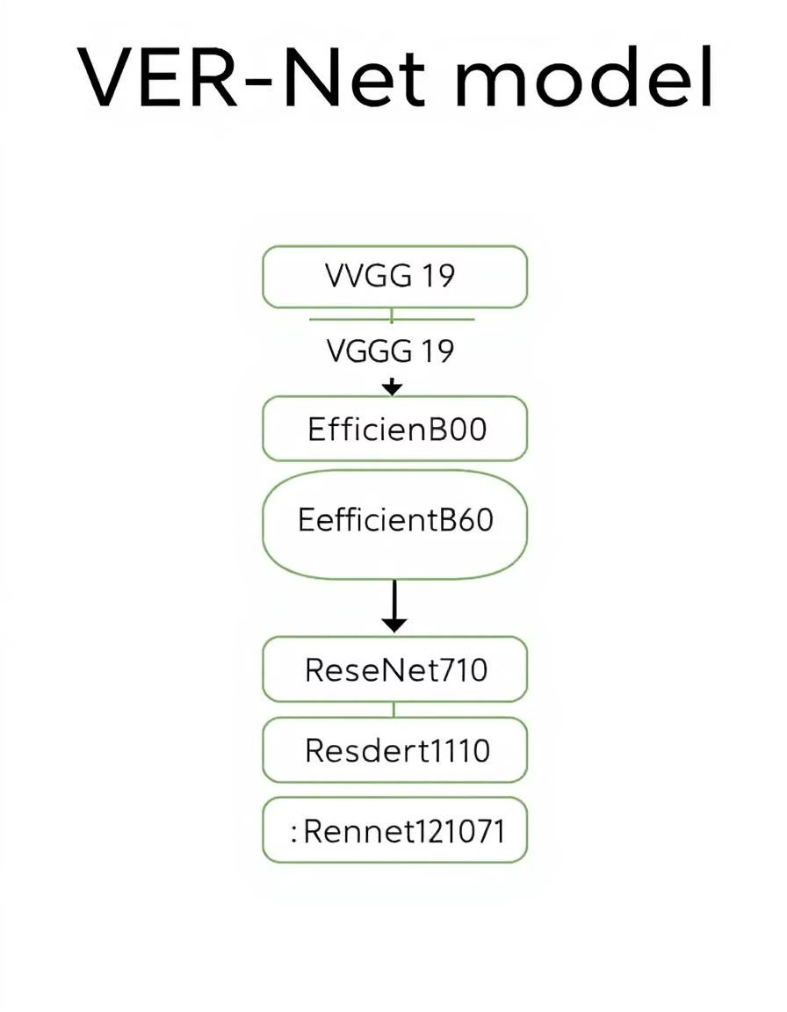 VER-Net model
VVGG 19
VGGG 19
EfficienB00
EefficientB60
ReseNet710
Resdert1110
:Rennet121071